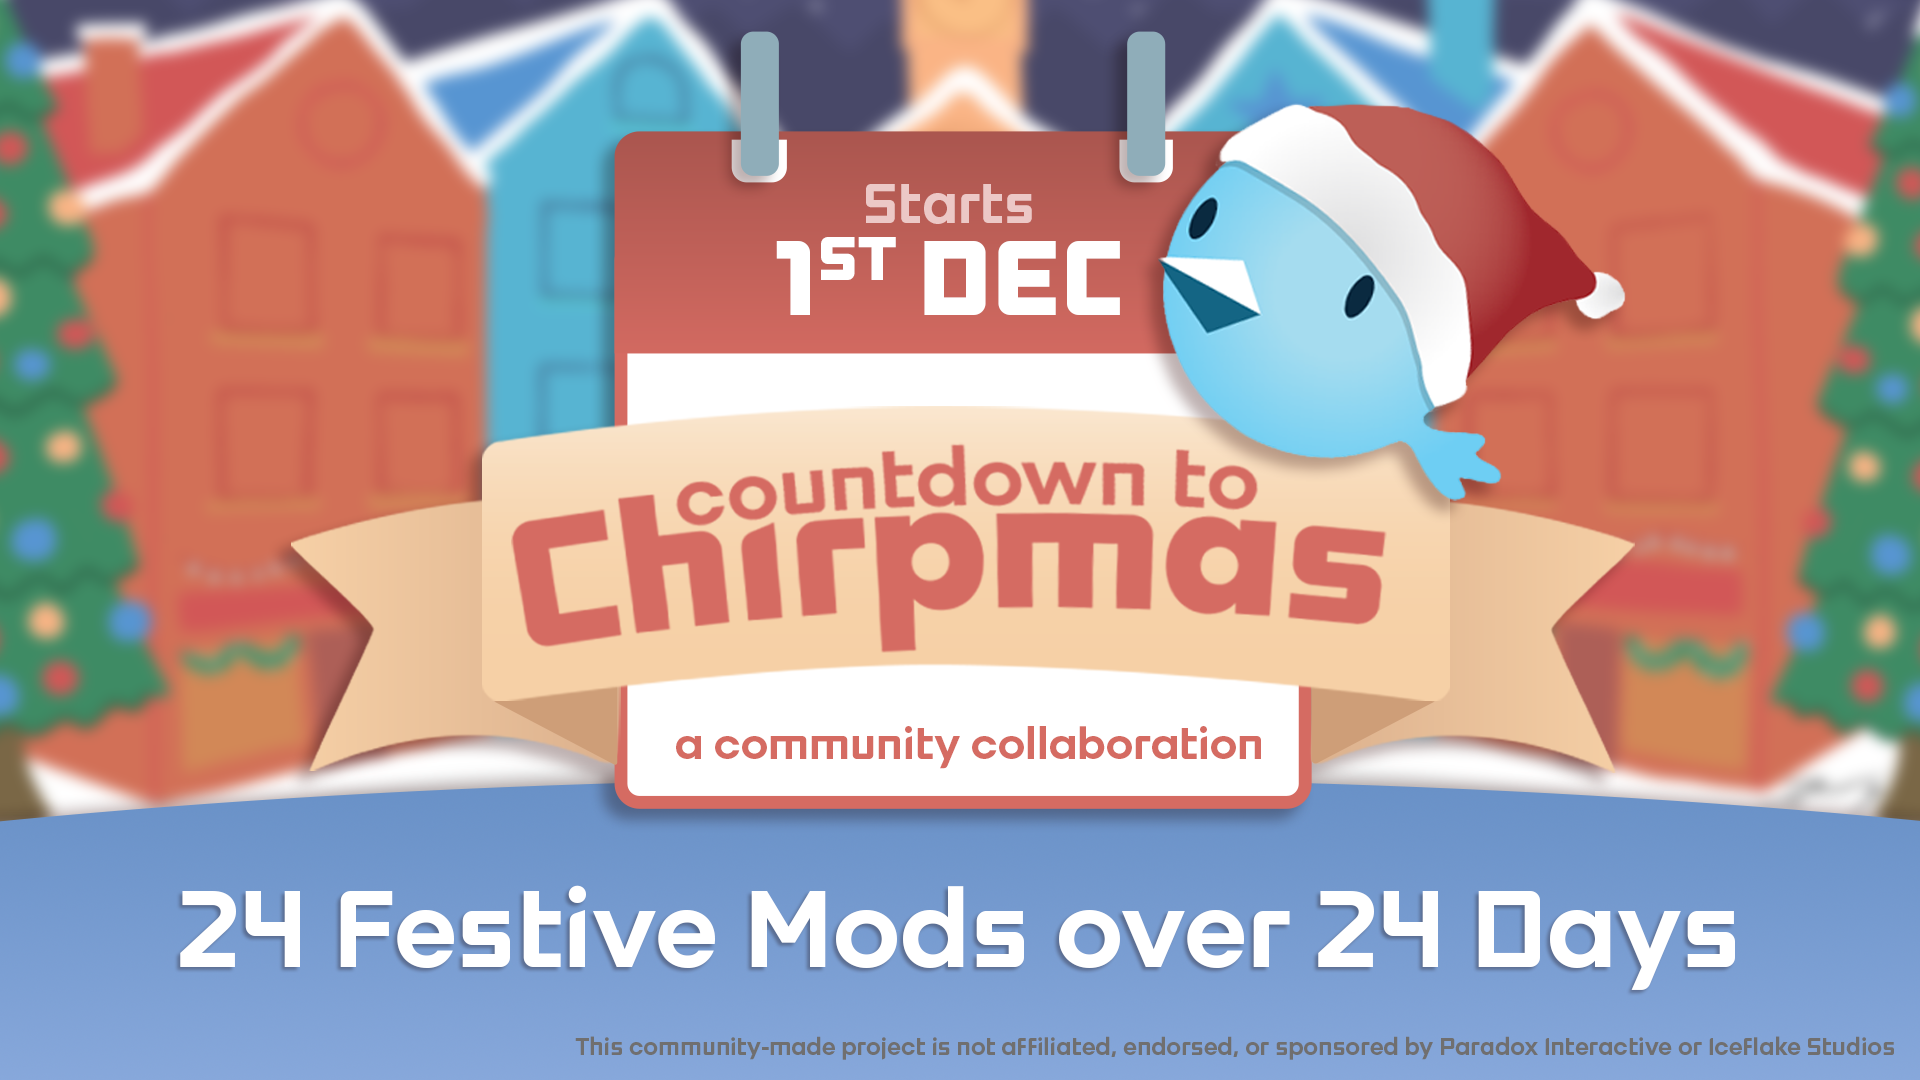 Starts
1ST DEC
countdown to
Chirpmas
a community collaboration
24 Festive Mods over 24 Days
This community-made project is not affiliated, endorsed, or sponsored by Paradox Interactive or Iceflake Studios